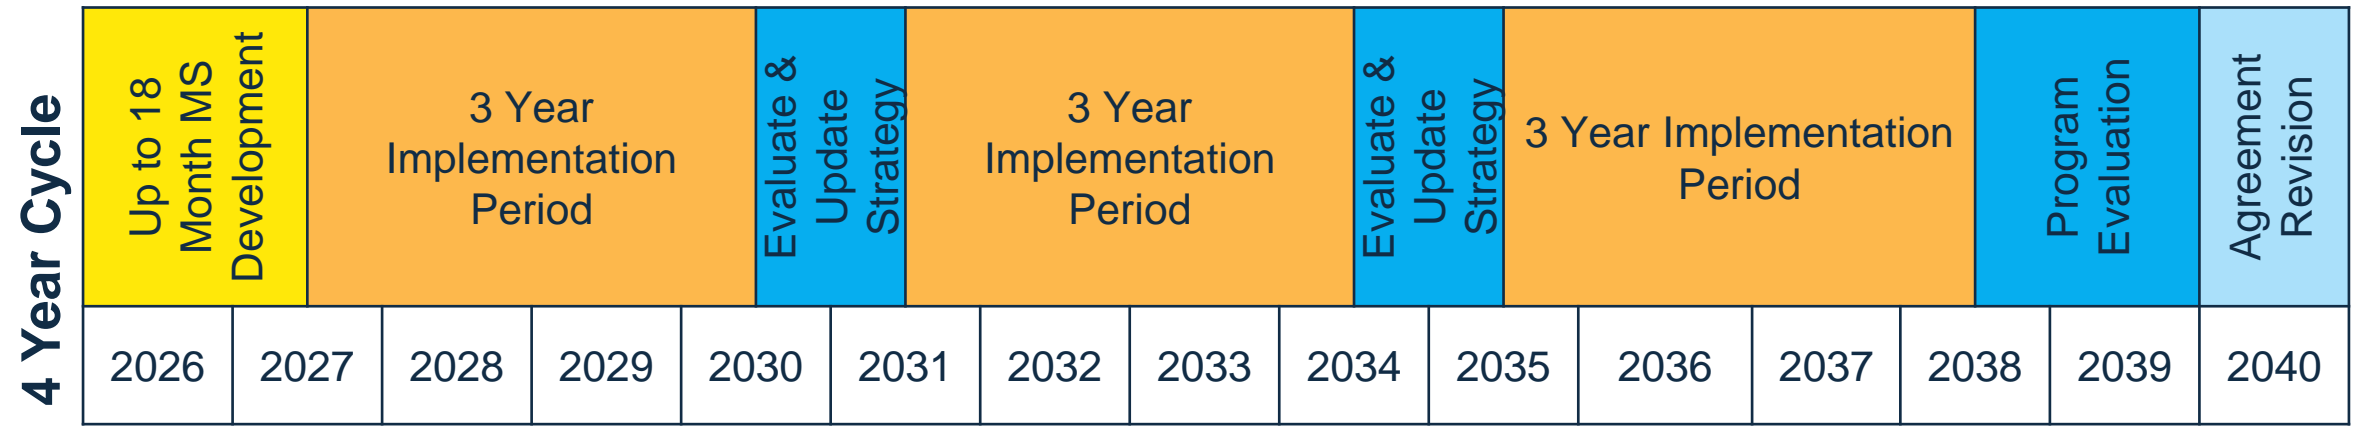 4 Year Cycle
Up to 18
Month MS
Development
3 Year
Implementation
Period
Evaluate &
Update
Strategy
3 Year
Implementation
Period
Evaluate &
Update
Strategy
3 Year Implementation
Period
Program
Evaluation
Agreement
Revision
2026 2027 2028 2029 2030 2031 2032 2033 2034 2035 2036 2037 2038 2039 2040